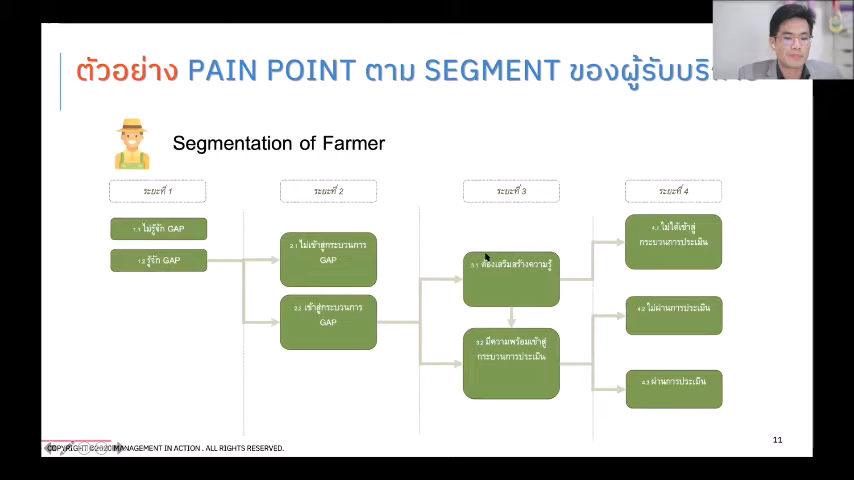 ตัวอย่าง PAIN POINT ตาม SEGMENT ของผู้รับ
Segmentation of Farmer
ระยะที่ 1
ระยะที่ 2
ระยะที่ 3
ระยะที่ 4
1.1 ไม่รู้จัก GAP
1.2 รู้จัก GAP
2.1 ไม่เข้าสู่กระบวนการ
GAP
2.2 เข้าสู่กระบวนการ
GAP
3.1 ต้องเสริมสร้างความรู้
3.2 มีความพร้อมเข้าสู่
กระบวนการประเมิน
4.1 ไม่ได้เข้าสู่
กระบวนการประเมิน
4.2 ไม่ผ่านการประเมิน
4.3 ผ่านการประเมิน
11
COPYRIGHT ©2020 MANAGEMENT IN ACTION . ALL RIGHTS RESERVED.